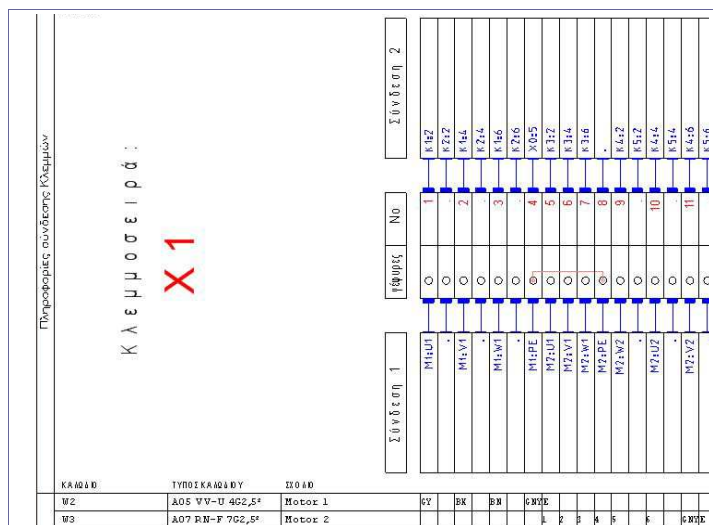 Πληροφορίες σύνδεσης Κλεμμών
Κλεμμοσειρά:
X1
Σύνδεση 2
K1:2
K2:2
K1:4
K2:4
K1:6
K2:6
X0:5
K3:2
K3:4
K3:6
.
K4:2
K5:2
K4:4
K5:4
K4:6
K5:6
No
1
.
2
.
3
.
4
5
6
7
8
9
.
10
.
11
Σύνδεση 1
M1:U1
.
M1:V1
.
M1:W1
.
M1:PE
M2:U1
M2:V1
M2:W1
M2:PE
M2:W2
.
M2:U2
.
M2:V2
.
ΚΑΛΩΔΙΟ ΤΥΠΟΣ ΚΑΛΩΔΙΟΥ ΣΧΟΛΙΟ
W2 A05 VV-U 4G2,5² Motor 1 GY BK BN GNYE
W3 A07 RN-F 7G2,5² Motor 2 1 2 3 4 5 6 GNYE